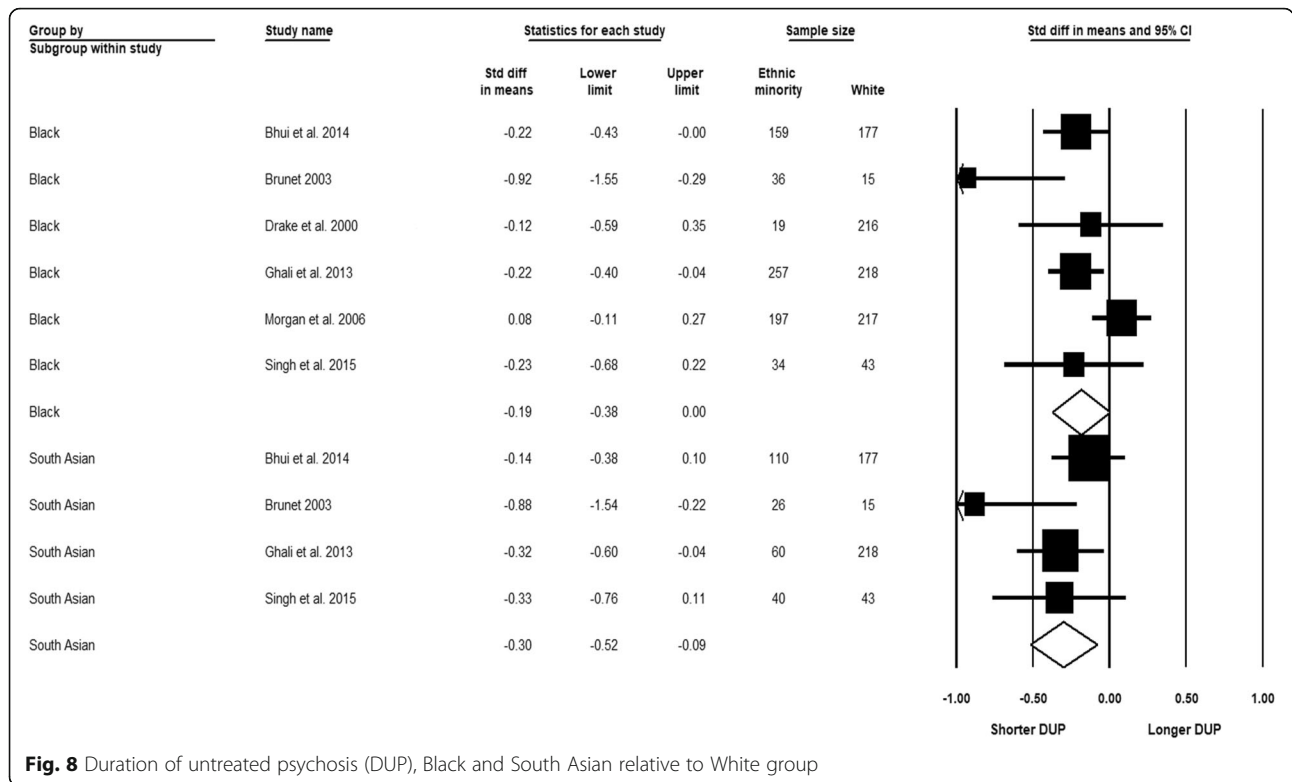 Group by Study name Statistics for each study Sample size Std diff in means and 95% CI
Subgroup within study
Std diff Lower Upper Ethnic
in means limit limit minority White
Black Bhui et al. 2014 -0.22 -0.43 -0.00 159 177
Black Brunet 2003 -0.92 -1.55 -0.29 36 15
Black Drake et al. 2000 -0.12 -0.59 0.35 19 216
Black Ghali et al. 2013 -0.22 -0.40 -0.04 257 218
Black Morgan et al. 2006 0.08 -0.11 0.27 197 217
Black Singh et al. 2015 -0.23 -0.68 0.22 34 43
Black -0.19 -0.38 0.00
South Asian Bhui et al. 2014 -0.14 -0.38 0.10 110 177
South Asian Brunet 2003 -0.88 -1.54 -0.22 26 15
South Asian Ghali et al. 2013 -0.32 -0.60 -0.04 60 218
South Asian Singh et al. 2015 -0.33 -0.76 0.11 40 43
South Asian -0.30 -0.52 -0.09
-1.00 -0.50 0.00 0.50 1.00
Shorter DUP Longer DUP
Fig. 8 Duration of untreated psychosis (DUP), Black and South Asian relative to White group